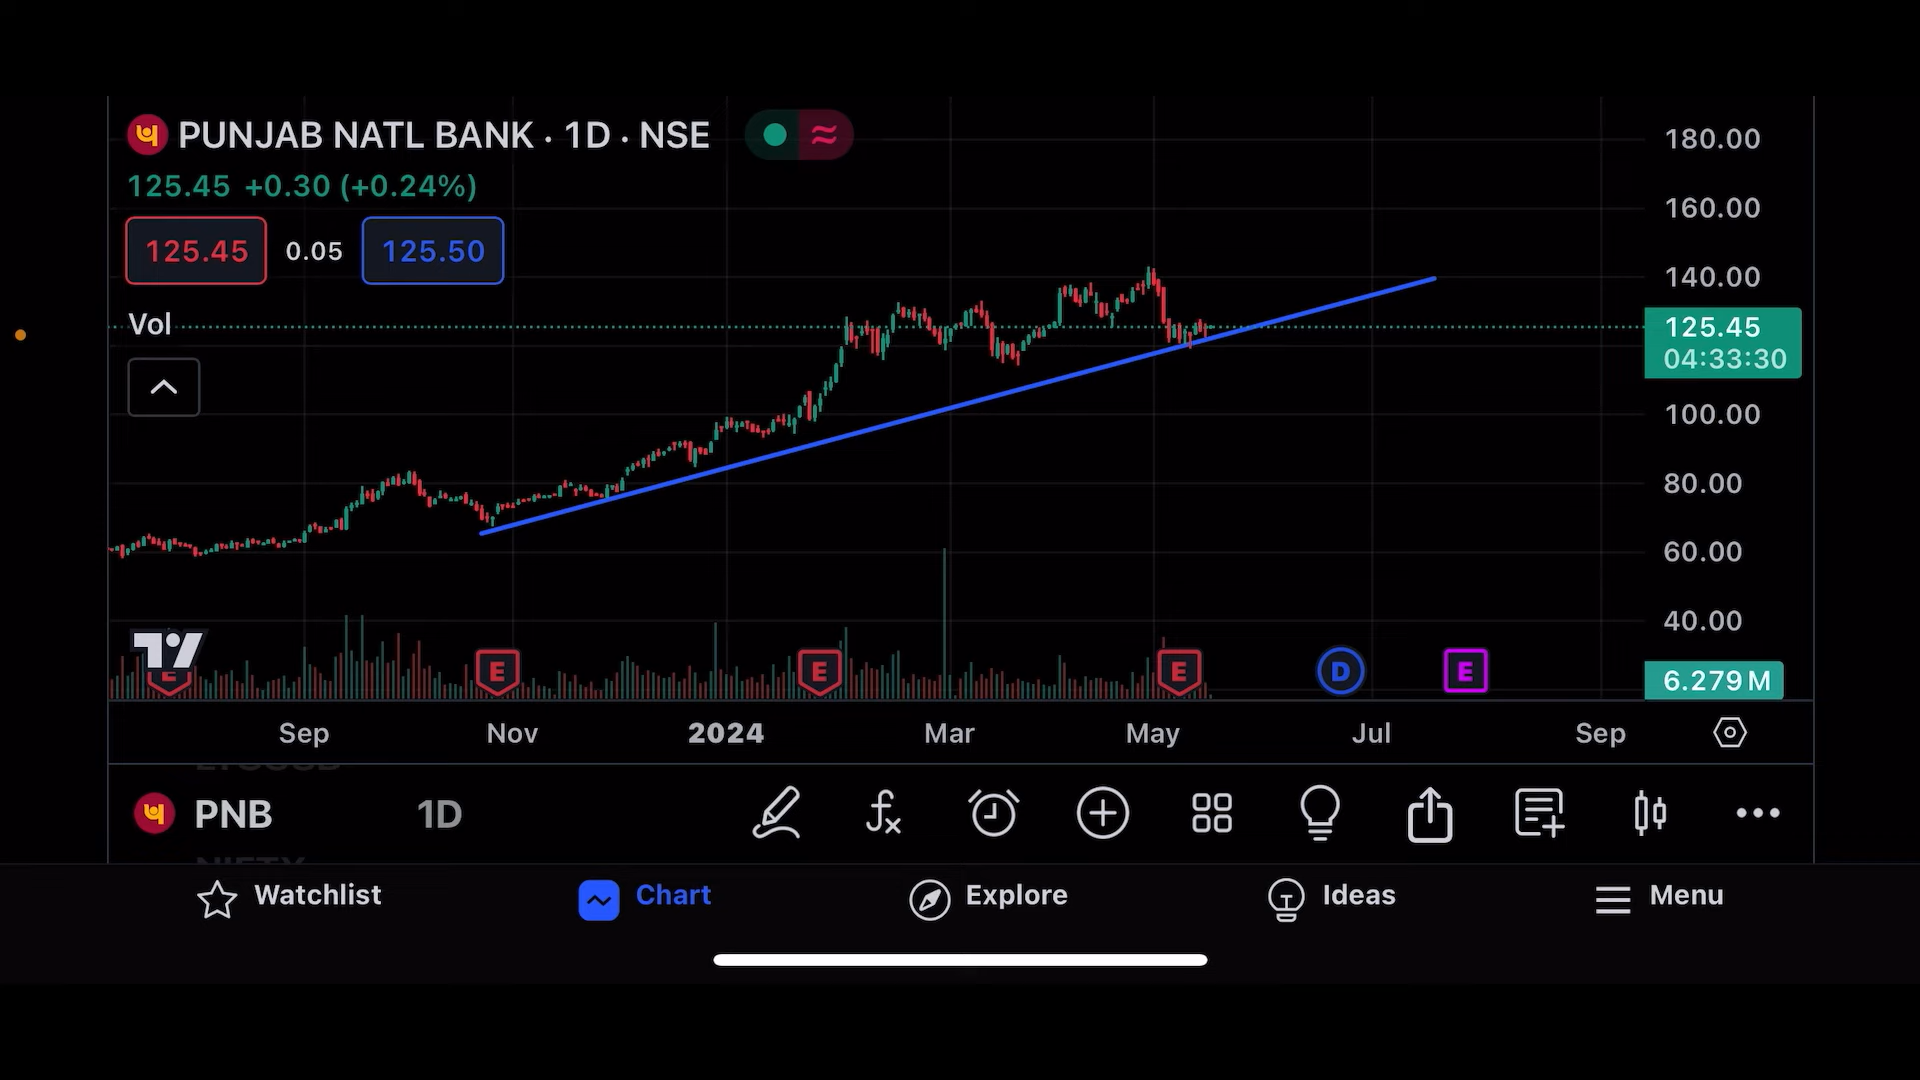 PUNJAB NATL BANK · 1D · NSE
125.45 +0.30 (+0.24%)
125.45 0.05 125.50
Vol
180.00
160.00
140.00
125.45
04:33:30
100.00
80.00
60.00
40.00
6.279 M
E E E E D E
Sep Nov 2024 Mar May Jul Sep
PNB 1D
Watchlist Chart Explore Ideas Menu